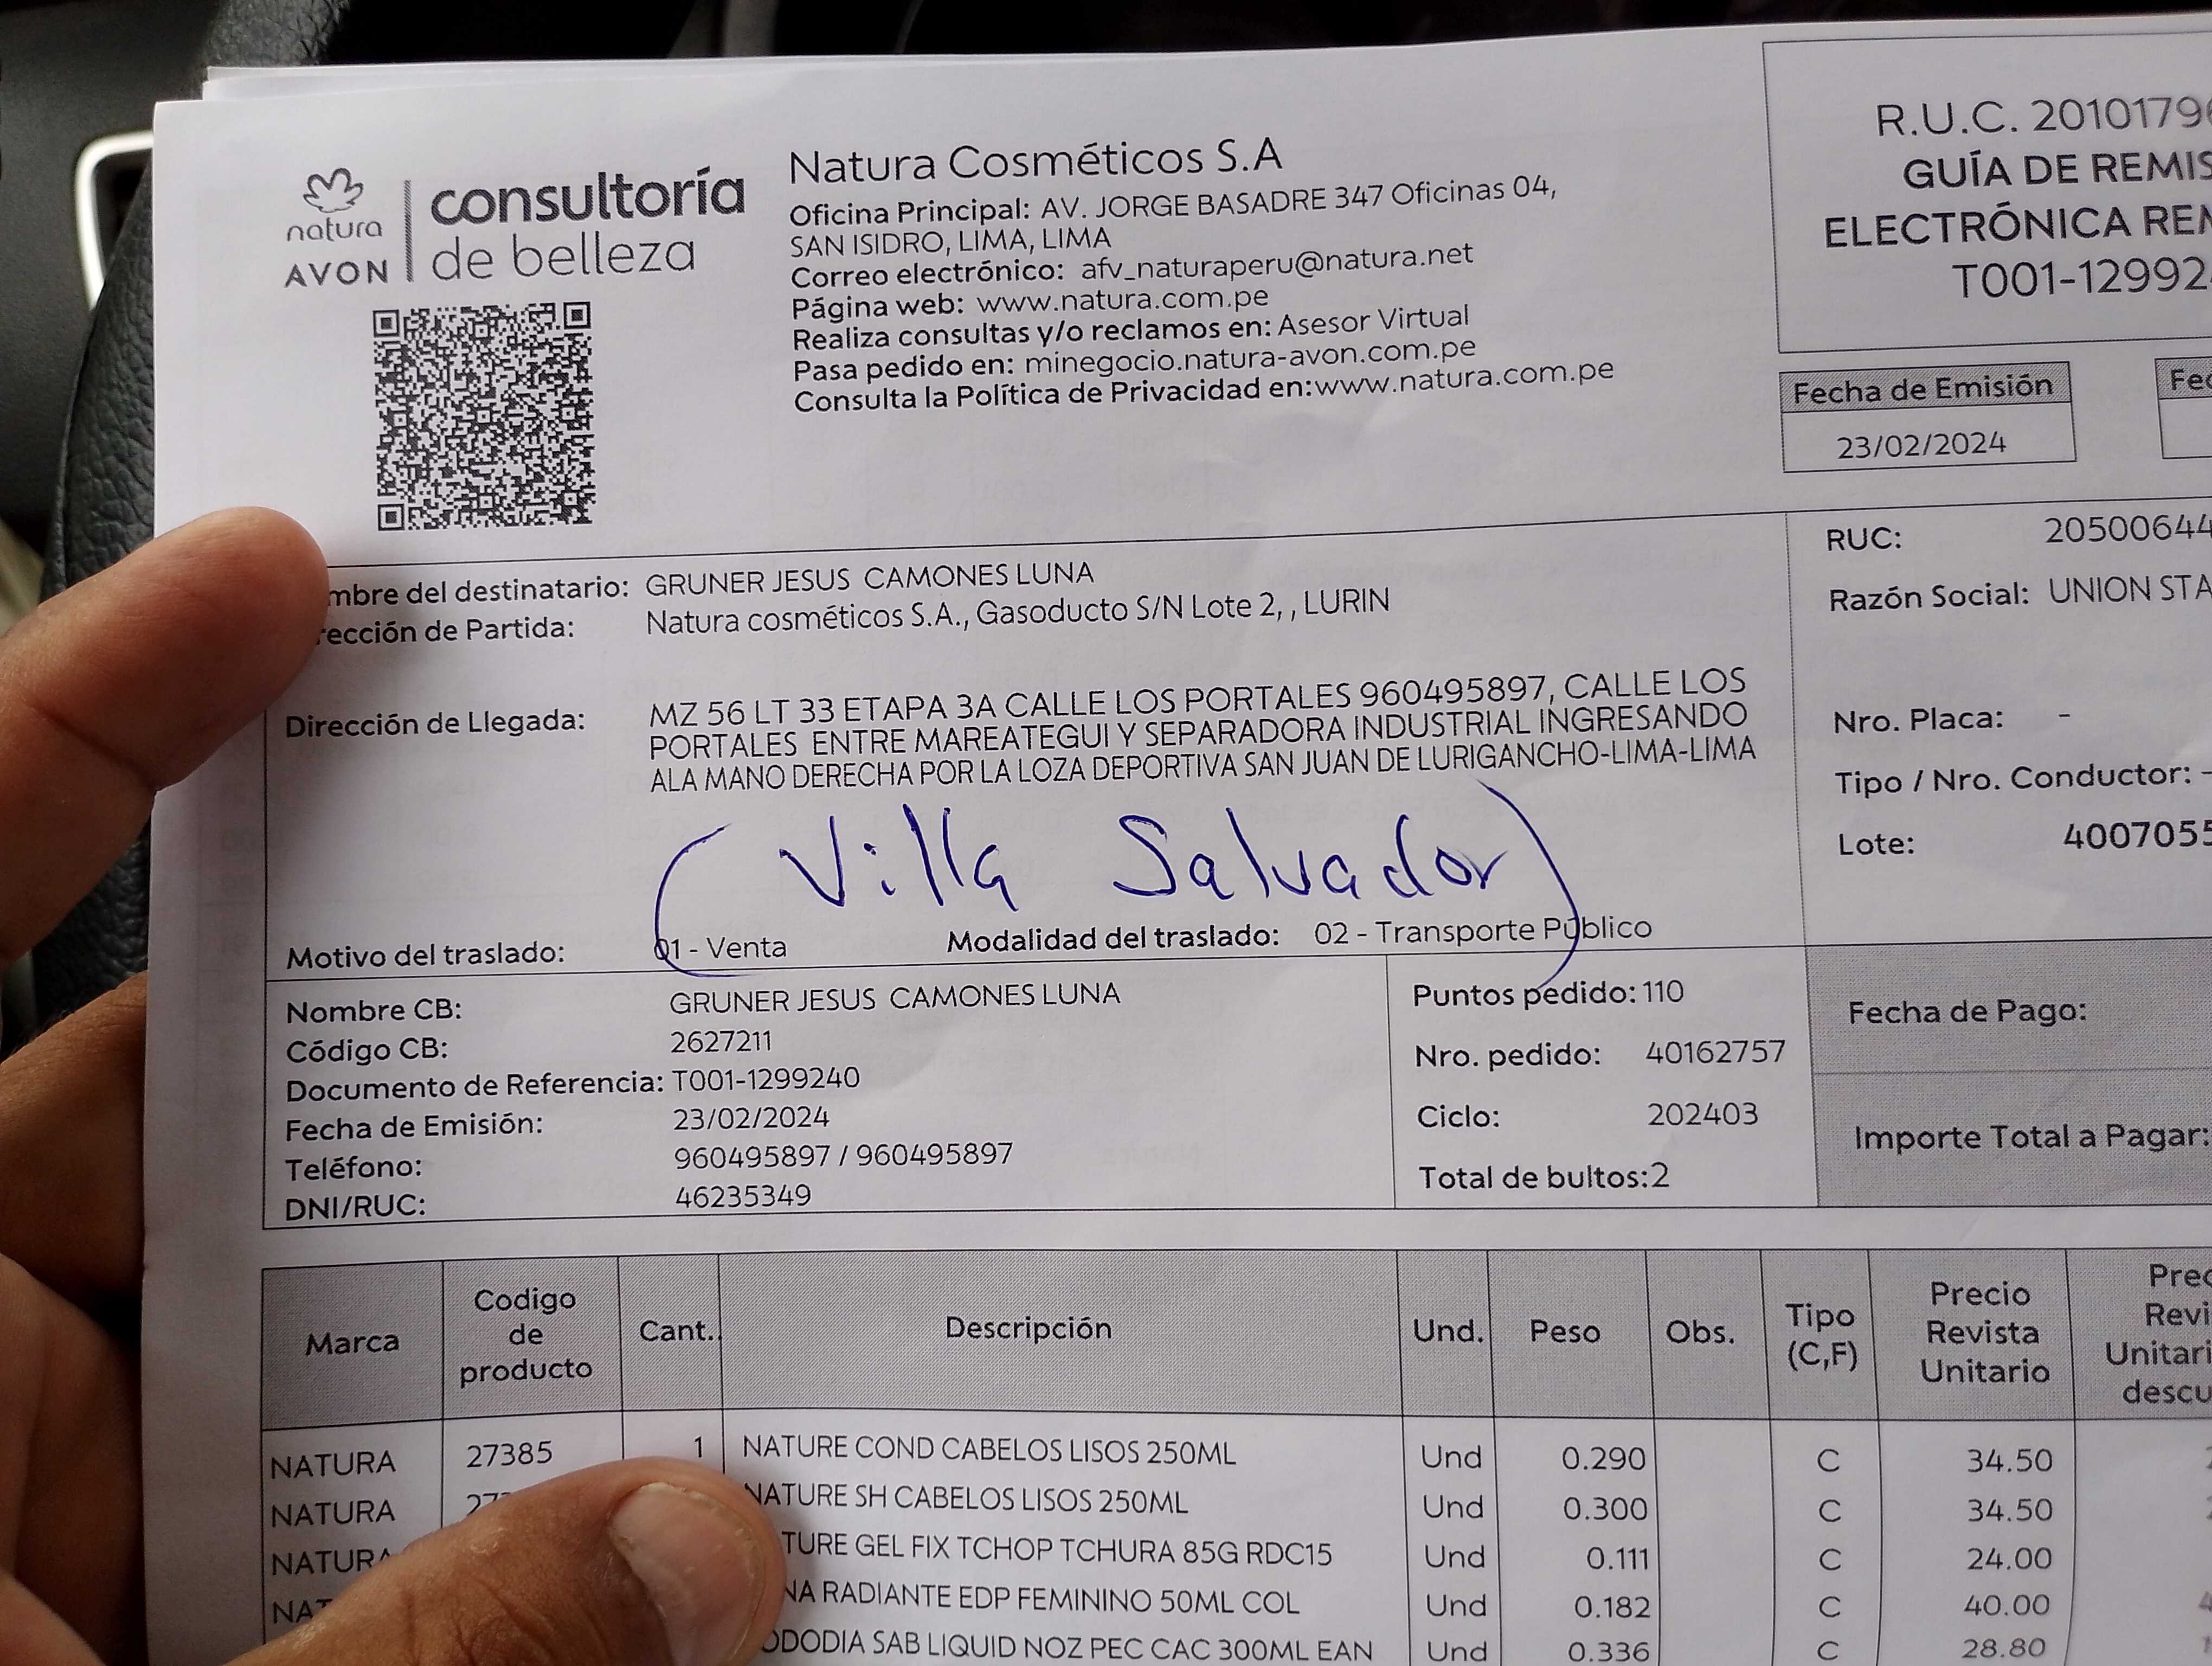 natura
AVON
consultoría
de belleza
Natura Cosméticos S.A
Oficina Principal: AV. JORGE BASADRE 347 Oficinas 04,
SAN ISIDRO, LIMA, LIMA
Correo electrónico: afv_naturaperu@natura.net
Página web: www.natura.com.pe
Realiza consultas y/o reclamos en: Asesor Virtual
Pasa pedido en: minegocio.natura-avon.com.pe
Consulta la Política de Privacidad en:www.natura.com.pe
R.U.C. 2010179
GUÍA DE REMIS
ELECTRÓNICA REM
T001-12992
Fecha de Emisión
23/02/2024
Fec
mbre del destinatario: GRUNER JESUS CAMONES LUNA
rección de Partida: Natura cosméticos S.A., Gasoducto S/N Lote 2, , LURIN
Dirección de Llegada: MZ 56 LT 33 ETAPA 3A CALLE LOS PORTALES 960495897, CALLE LOS
PORTALES ENTRE MAREATEGUI Y SEPARADORA INDUSTRIAL INGRESANDO
ALA MANO DERECHA POR LA LOZA DEPORTIVA SAN JUAN DE LURIGANCHO-LIMA-LIMA
(Villa Salvador)
Motivo del traslado: 01 - Venta Modalidad del traslado: 02 - Transporte Público
RUC: 20500644
Razón Social: UNION STA
Nro. Placa: -
Tipo / Nro. Conductor: -
Lote: 4007055
Nombre CB: GRUNER JESUS CAMONES LUNA
Código CB: 2627211
Documento de Referencia: T001-1299240
Fecha de Emisión: 23/02/2024
Teléfono: 960495897 / 960495897
DNI/RUC: 46235349
Puntos pedido: 110
Nro. pedido: 40162757
Ciclo: 202403
Total de bultos:2
Fecha de Pago:
Importe Total a Pagar:
Marca Codigo de producto Cant. Descripción Und. Peso Obs. Tipo (C,F) Precio Revista Unitario Prec Revi Unitari descu
NATURA 27385 1 NATURE COND CABELOS LISOS 250ML Und 0.290 C 34.50
NATURA NATURE SH CABELOS LISOS 250ML Und 0.300 C 34.50
NATURA TURE GEL FIX TCHOP TCHURA 85G RDC15 Und 0.111 C 24.00
NAT NA RADIANTE EDP FEMININO 50ML COL Und 0.182 C 40.00
ODODIA SAB LIQUID NOZ PEC CAC 300ML EAN Und 0.336 C 28.80